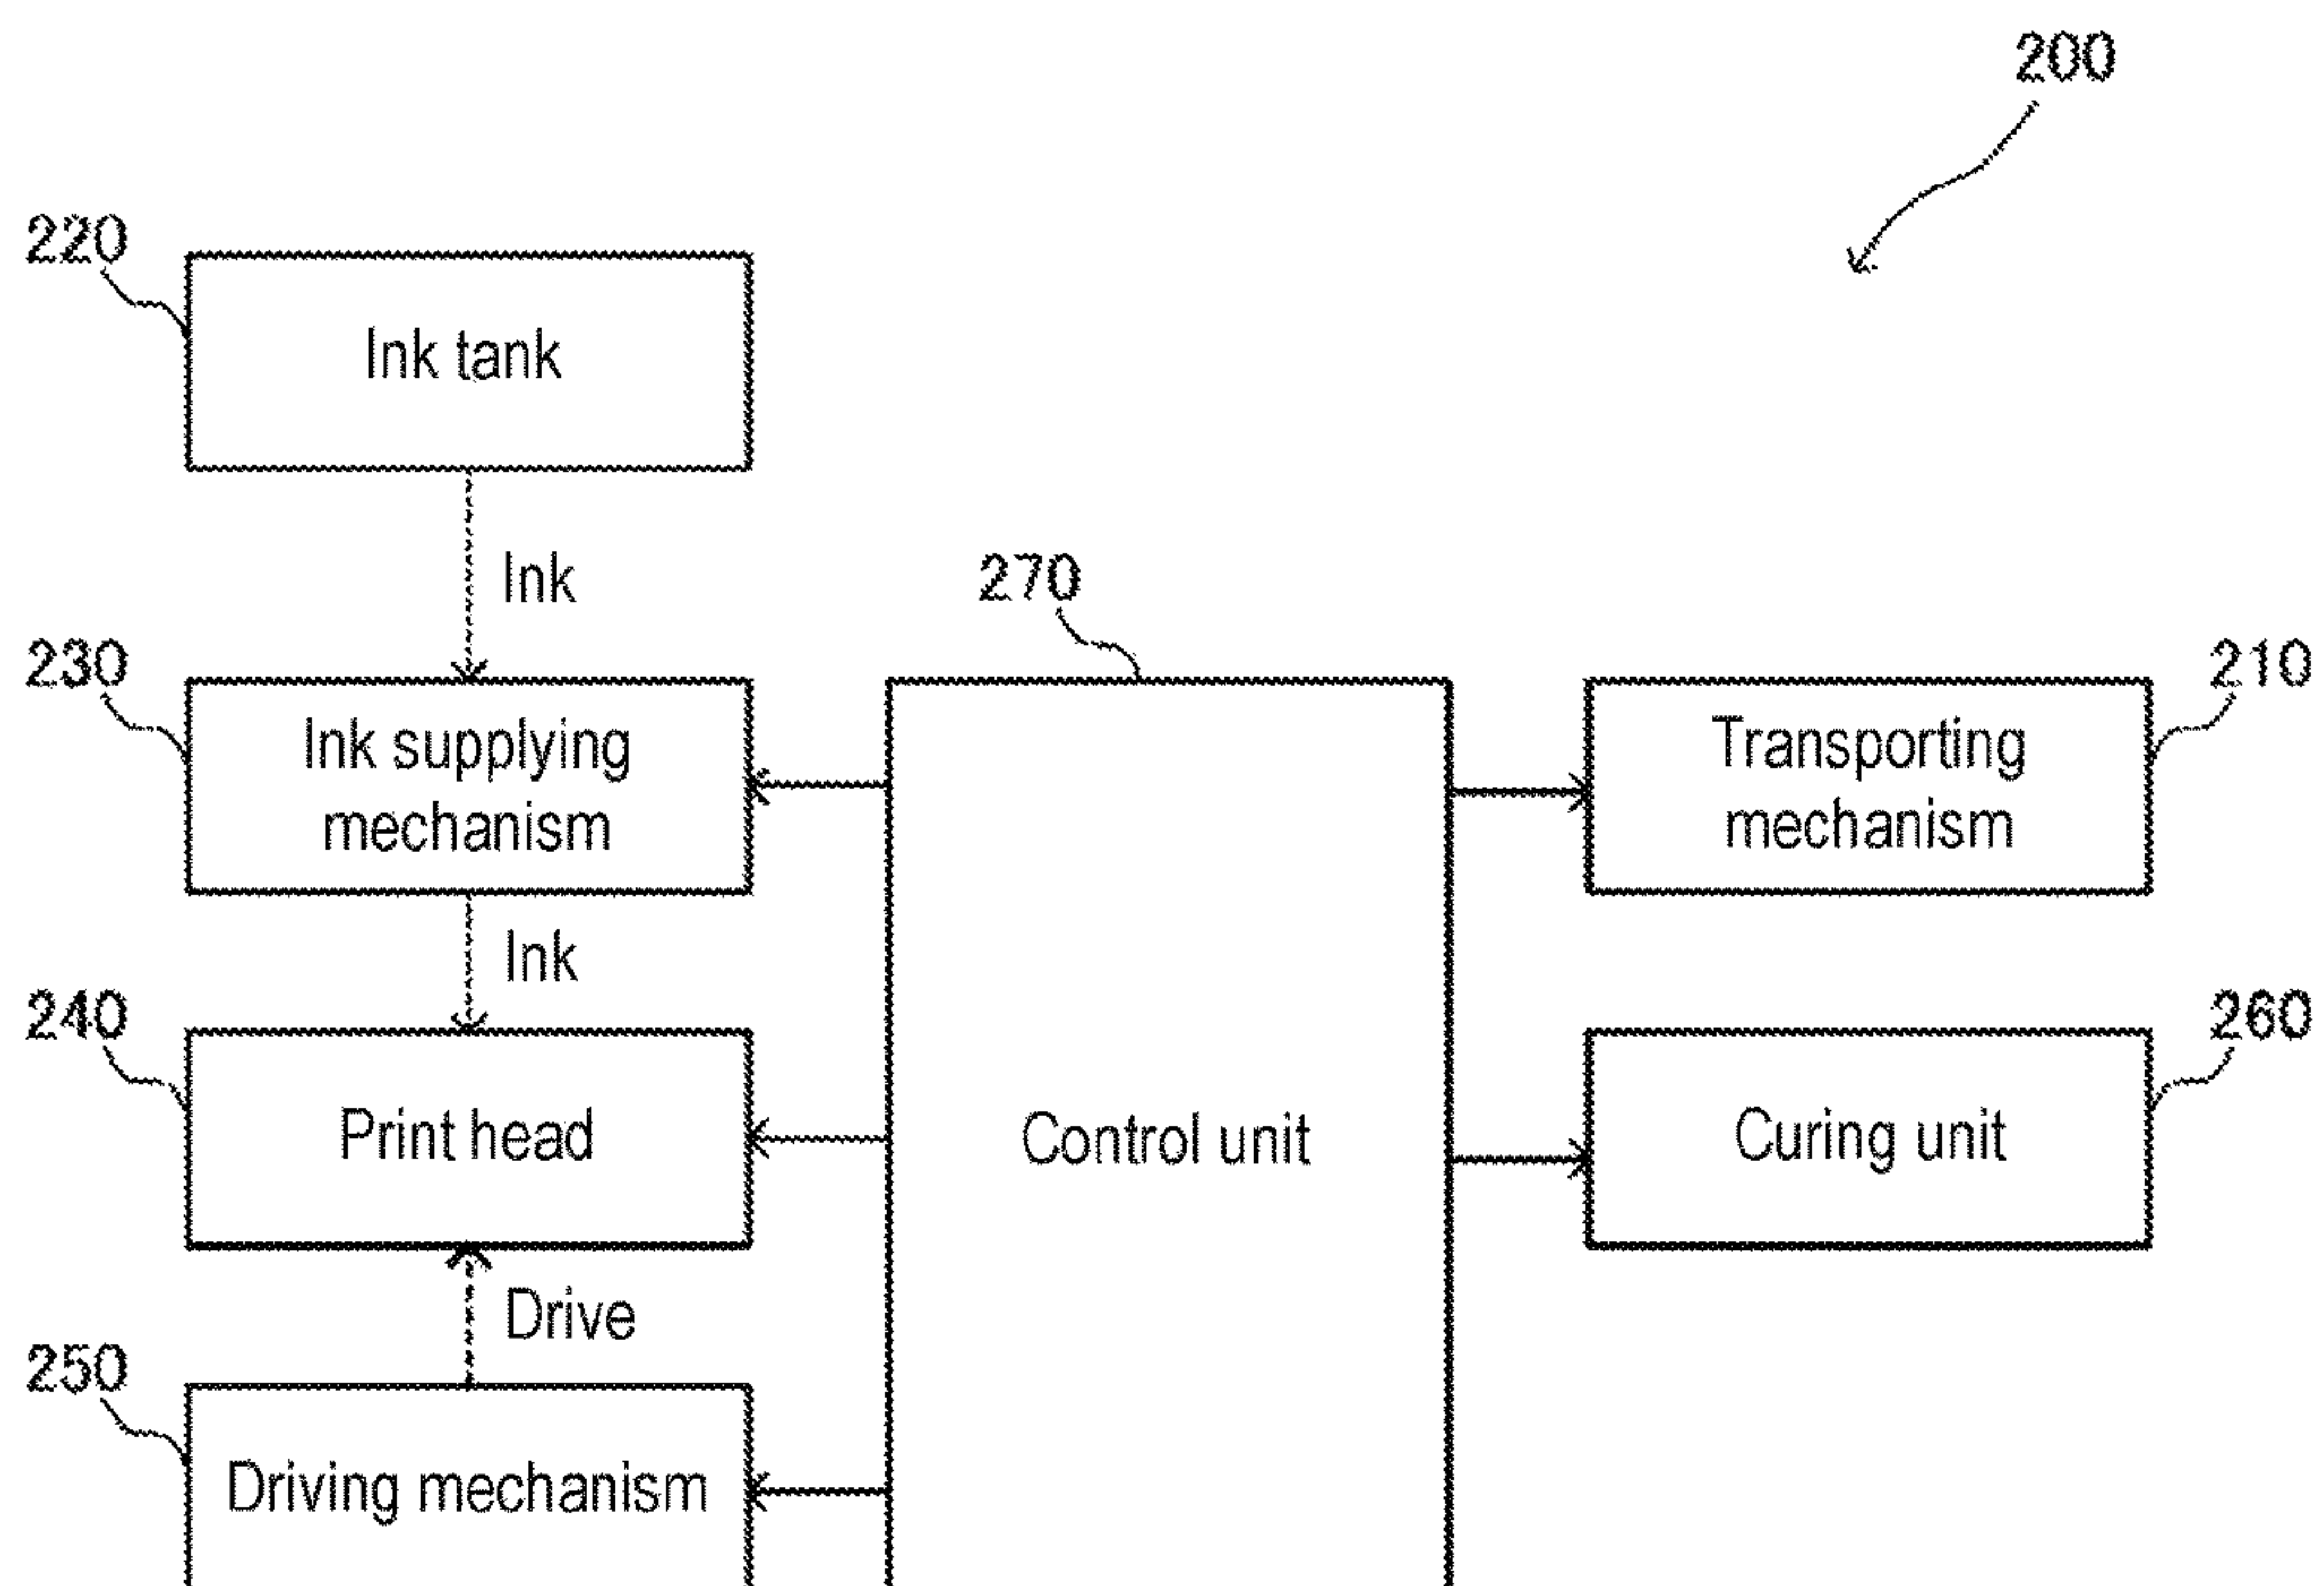 200
220
Ink tank
Ink
270
230
Ink supplying
mechanism
210
Transporting
mechanism
Ink
240
Print head
Control unit
260
Curing unit
Drive
250
Driving mechanism